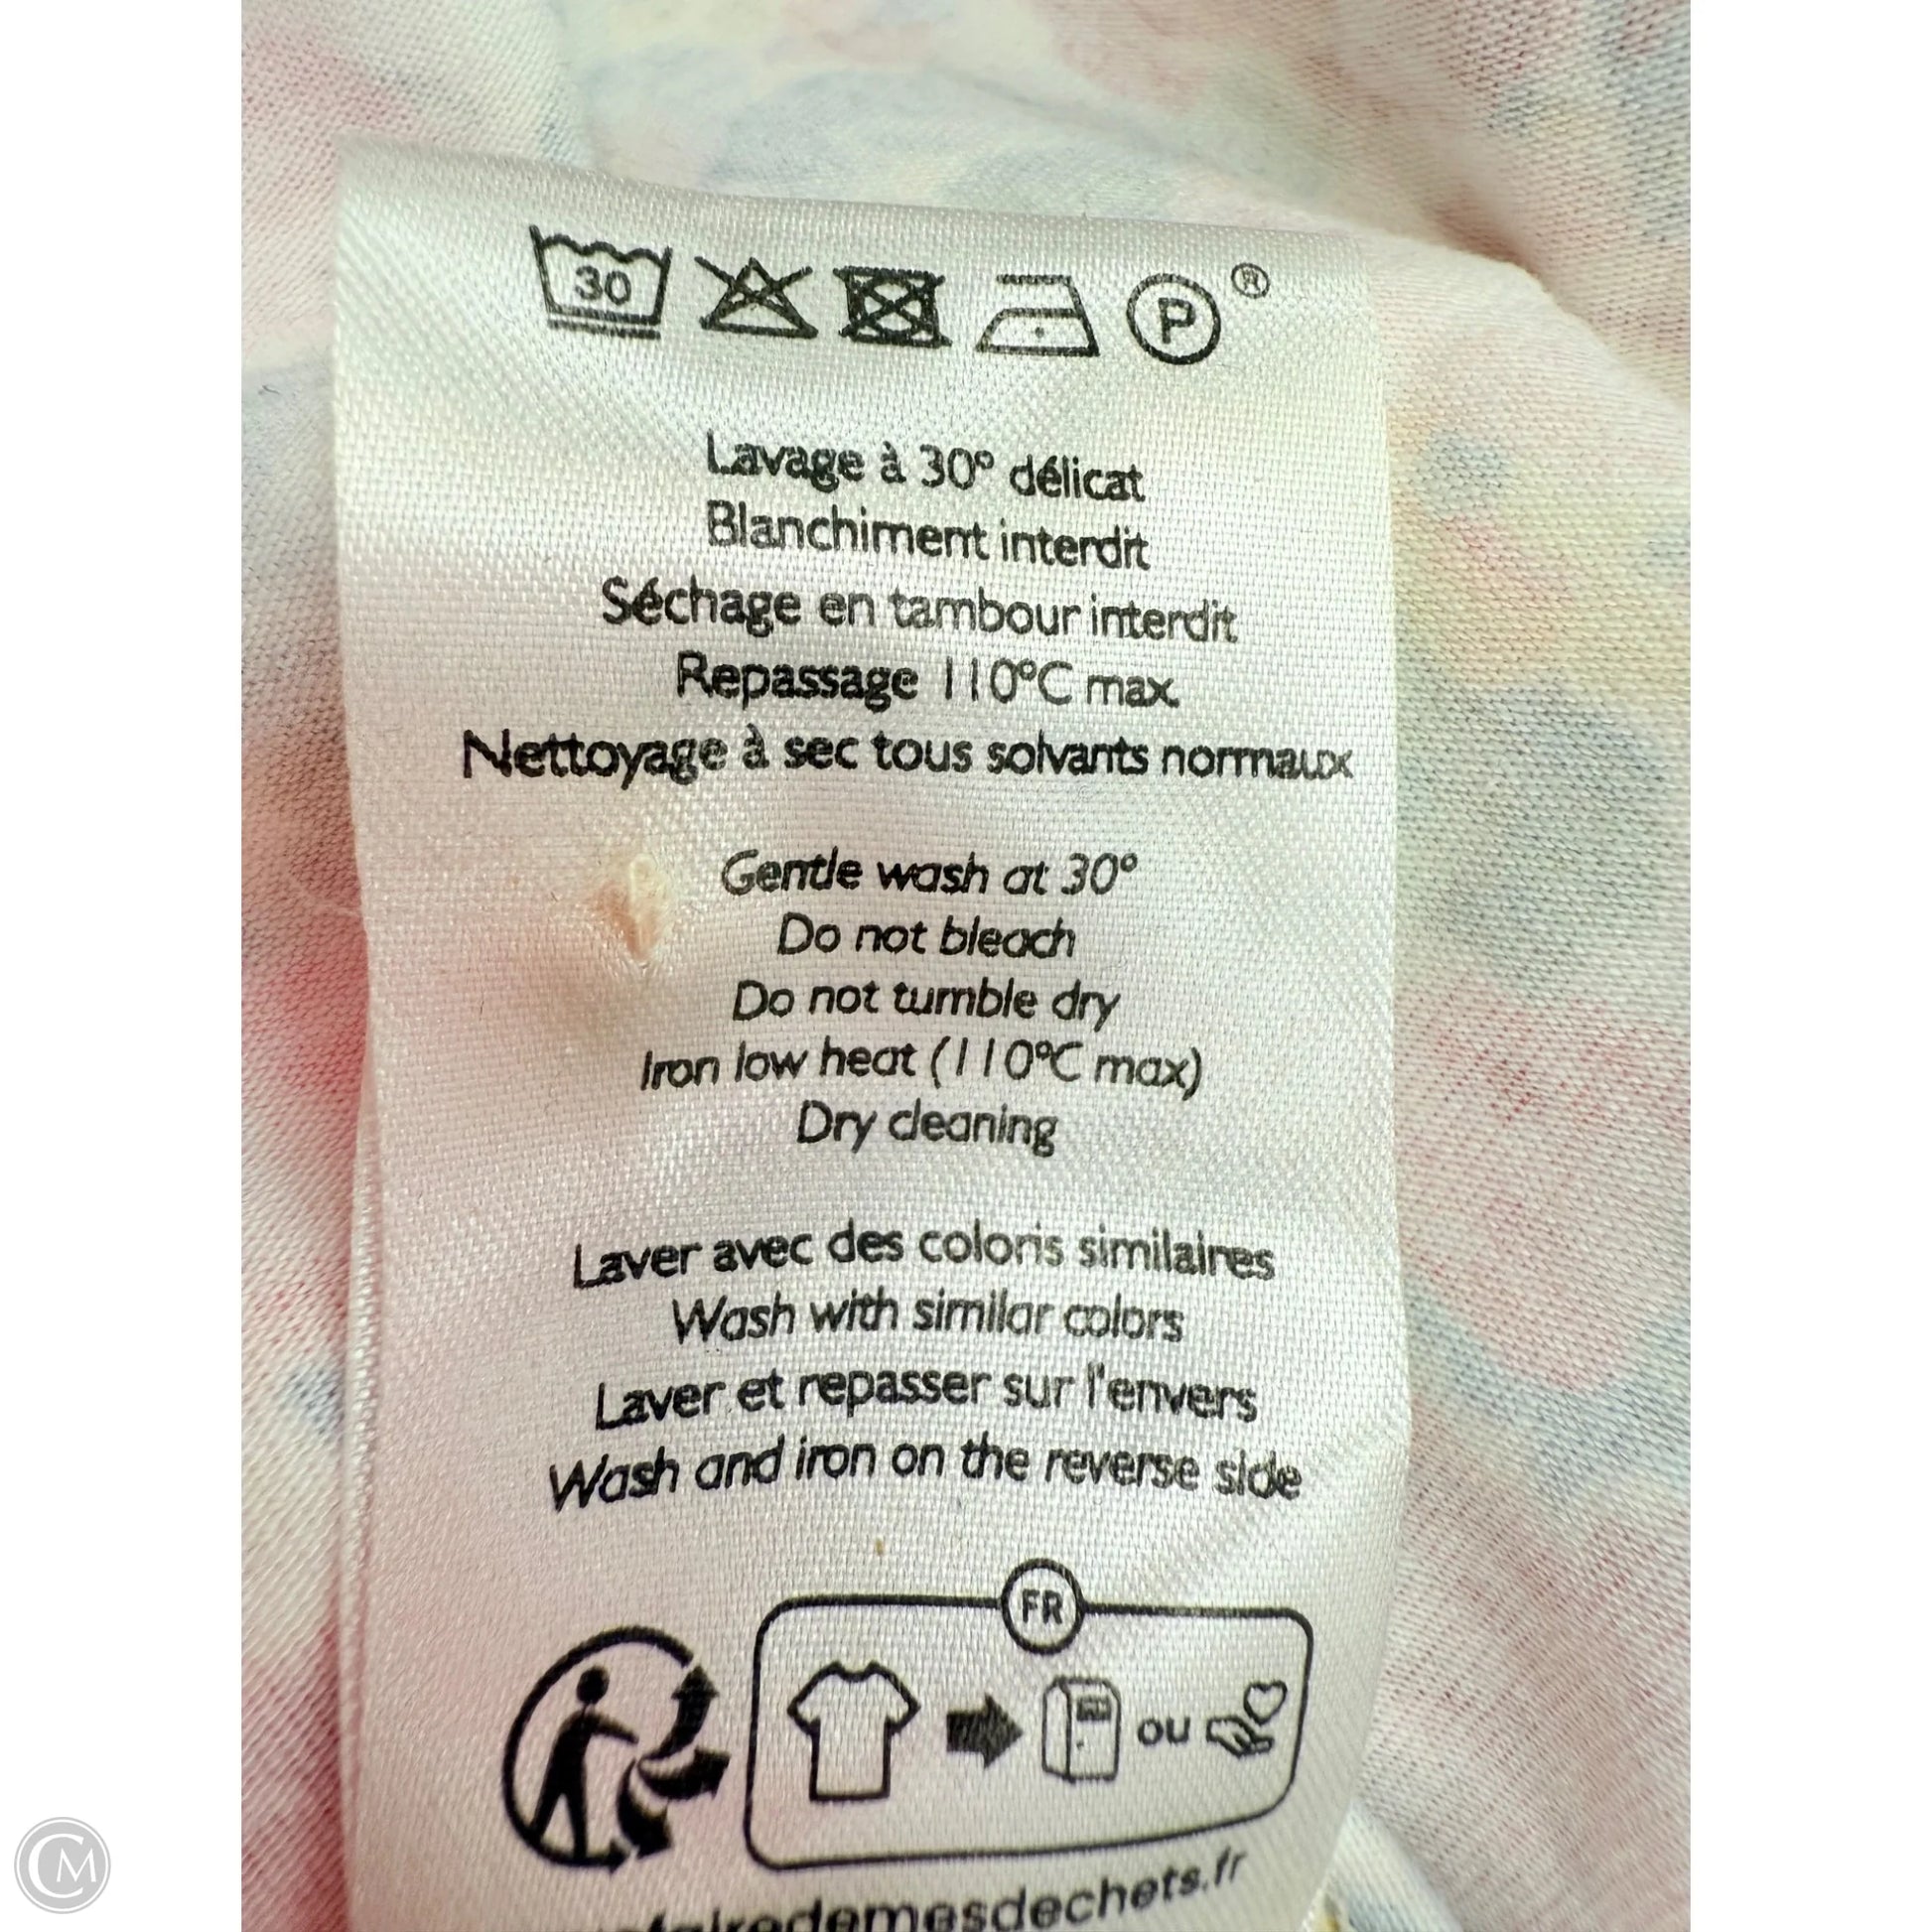 30
P ®
Lavage à 30° délicat
Blanchiment interdit
Séchage en tambour interdit
Repassage 110°C max.
Nettoyage à sec tous solvants normaux
Gentle wash at 30°
Do not bleach
Do not tumble dry
Iron low heat (110°C max)
Dry cleaning
Laver avec des coloris similaires
Wash with similar colors
Laver et repasser sur l'envers
Wash and iron on the reverse side
FR
ou
CM